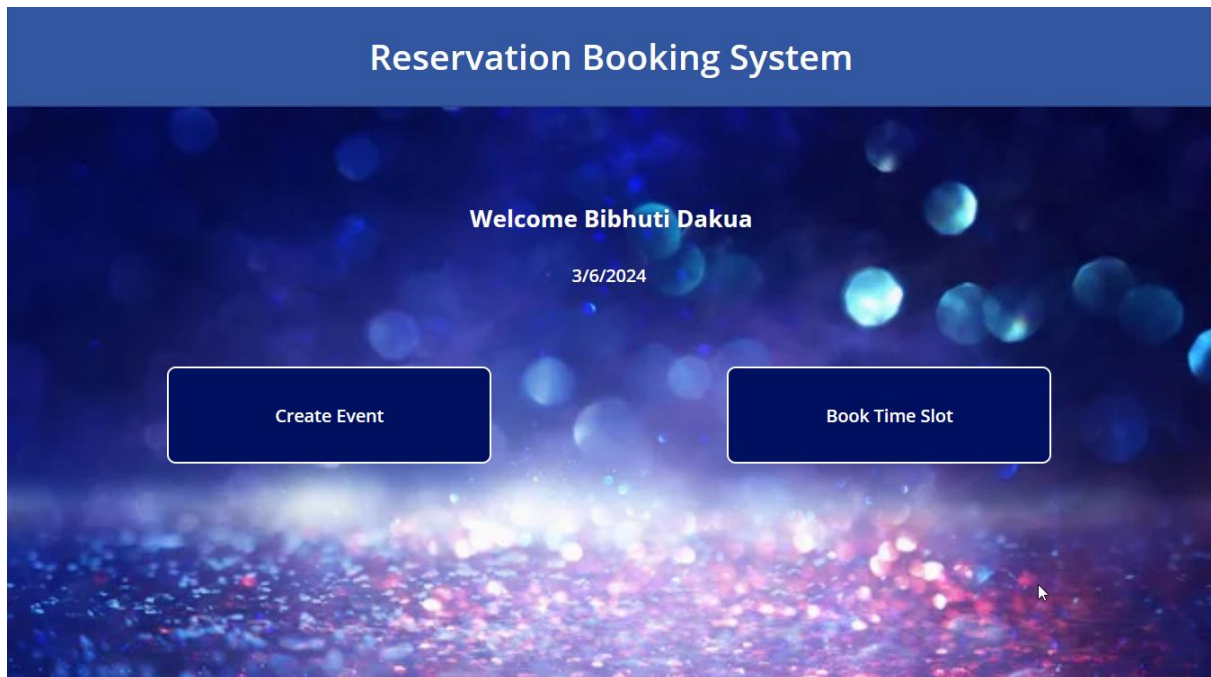 Reservation Booking System
Welcome Bibhuti Dakua
3/6/2024
Create Event
Book Time Slot